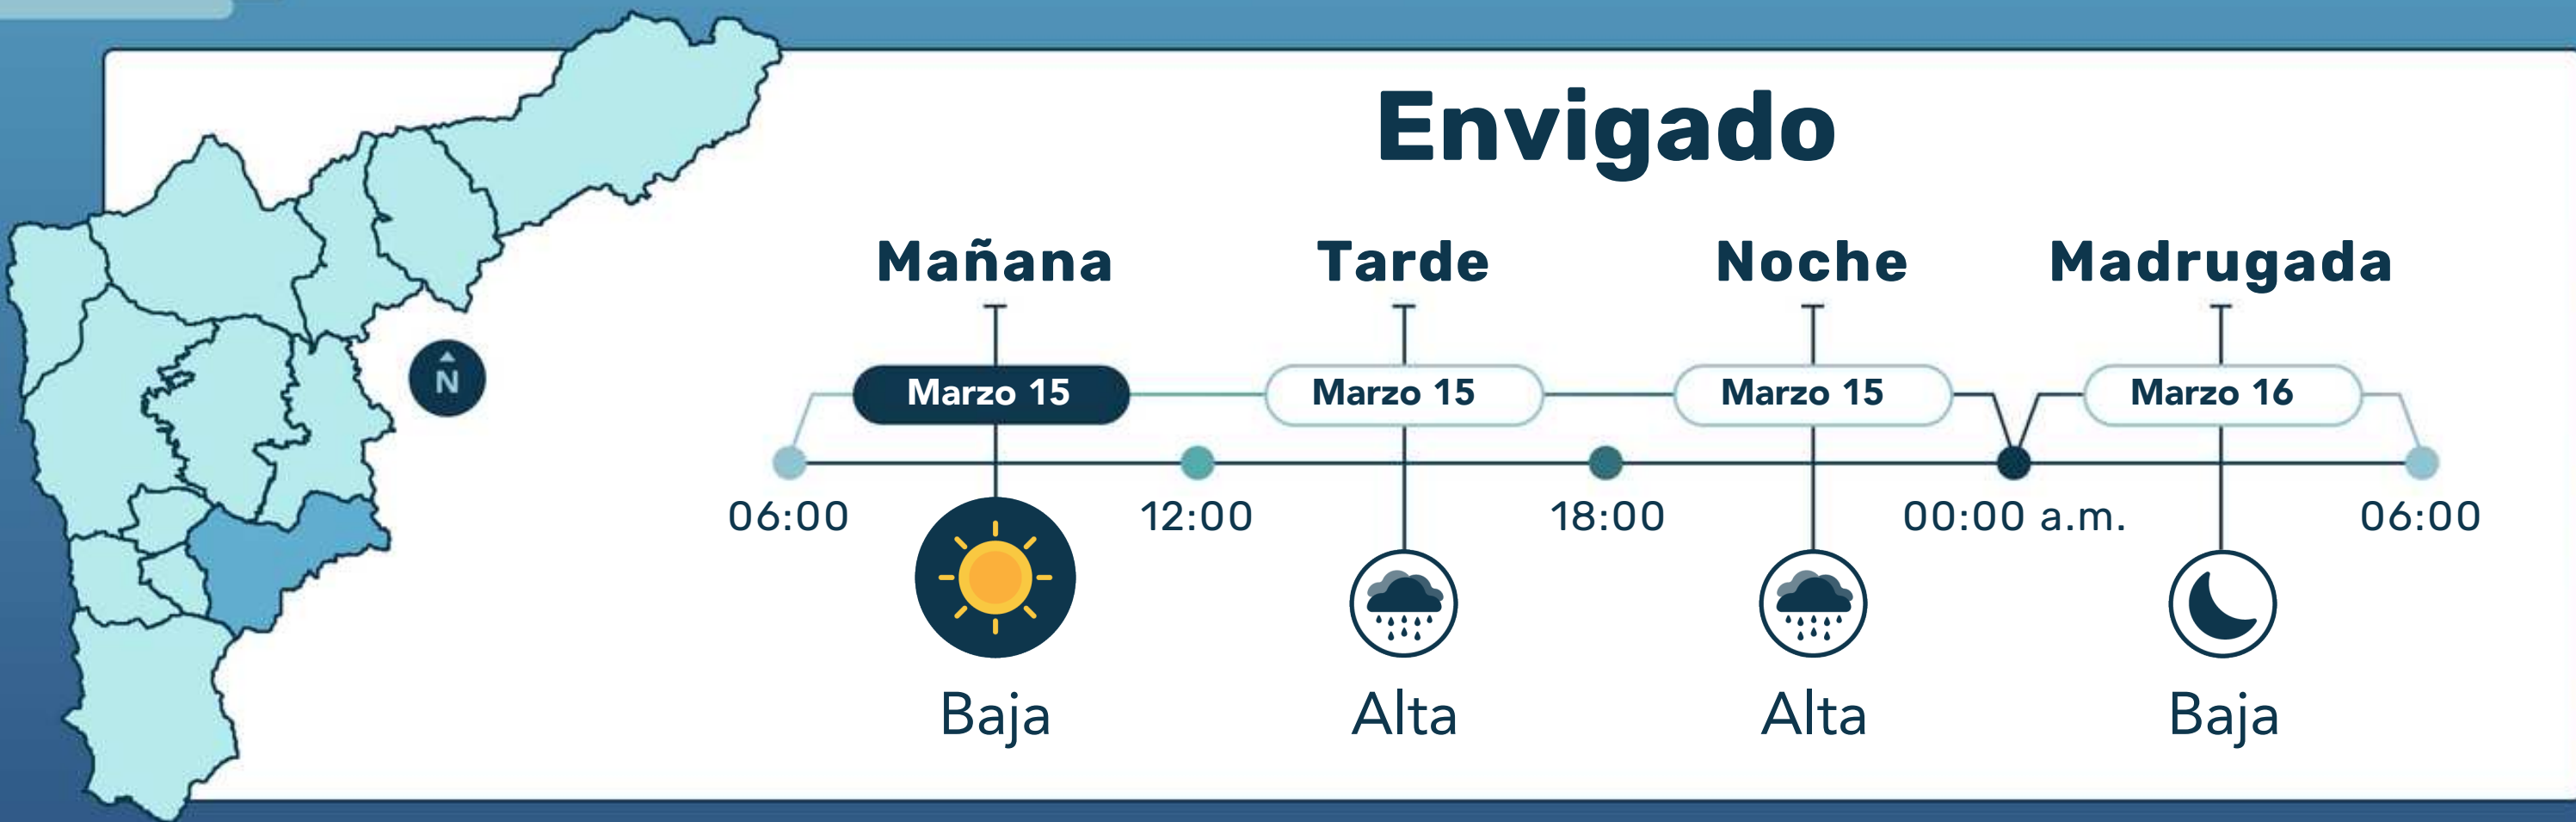 Envigado
Mañana Tarde Noche Madrugada
N
Marzo 15 Marzo 15 Marzo 15 Marzo 16
06:00 12:00 18:00 00:00 a.m. 06:00
Baja Alta Alta Baja